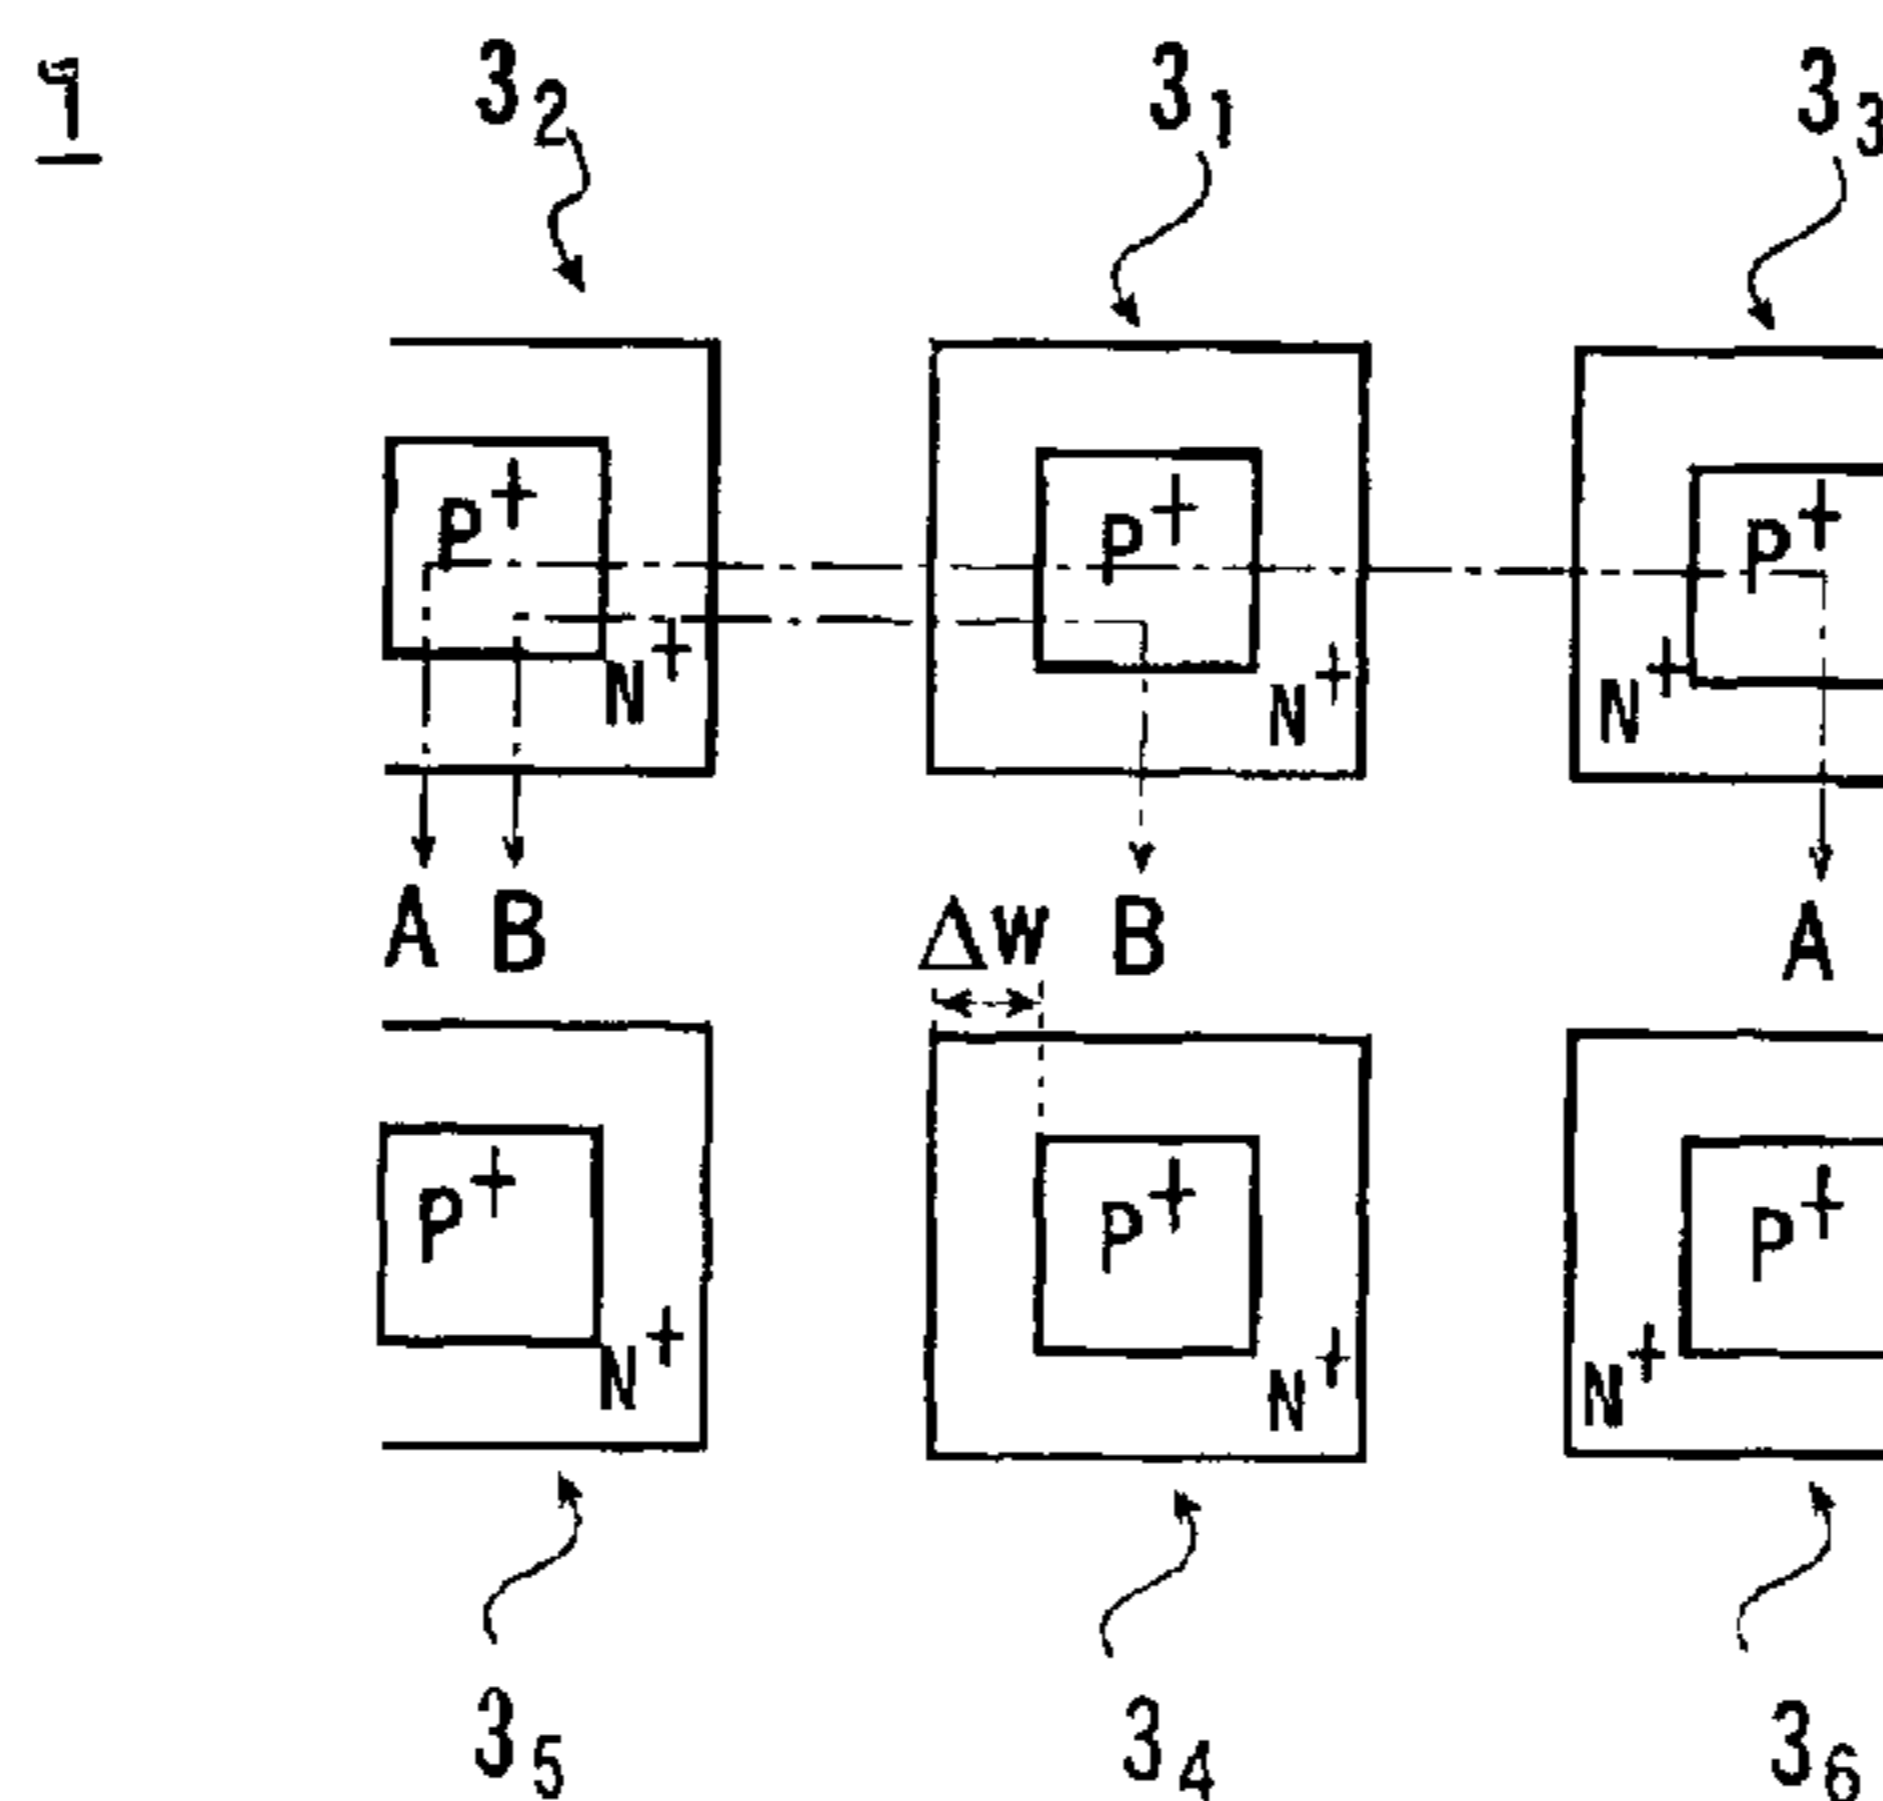 1
3₂ 3₁ 3₃
P⁺ P⁺ P⁺
N⁺ N⁺ N⁺
A B B A
ΔW
P⁺ P⁺ P⁺
N⁺ N⁺ N⁺
3₅ 3₄ 3₆